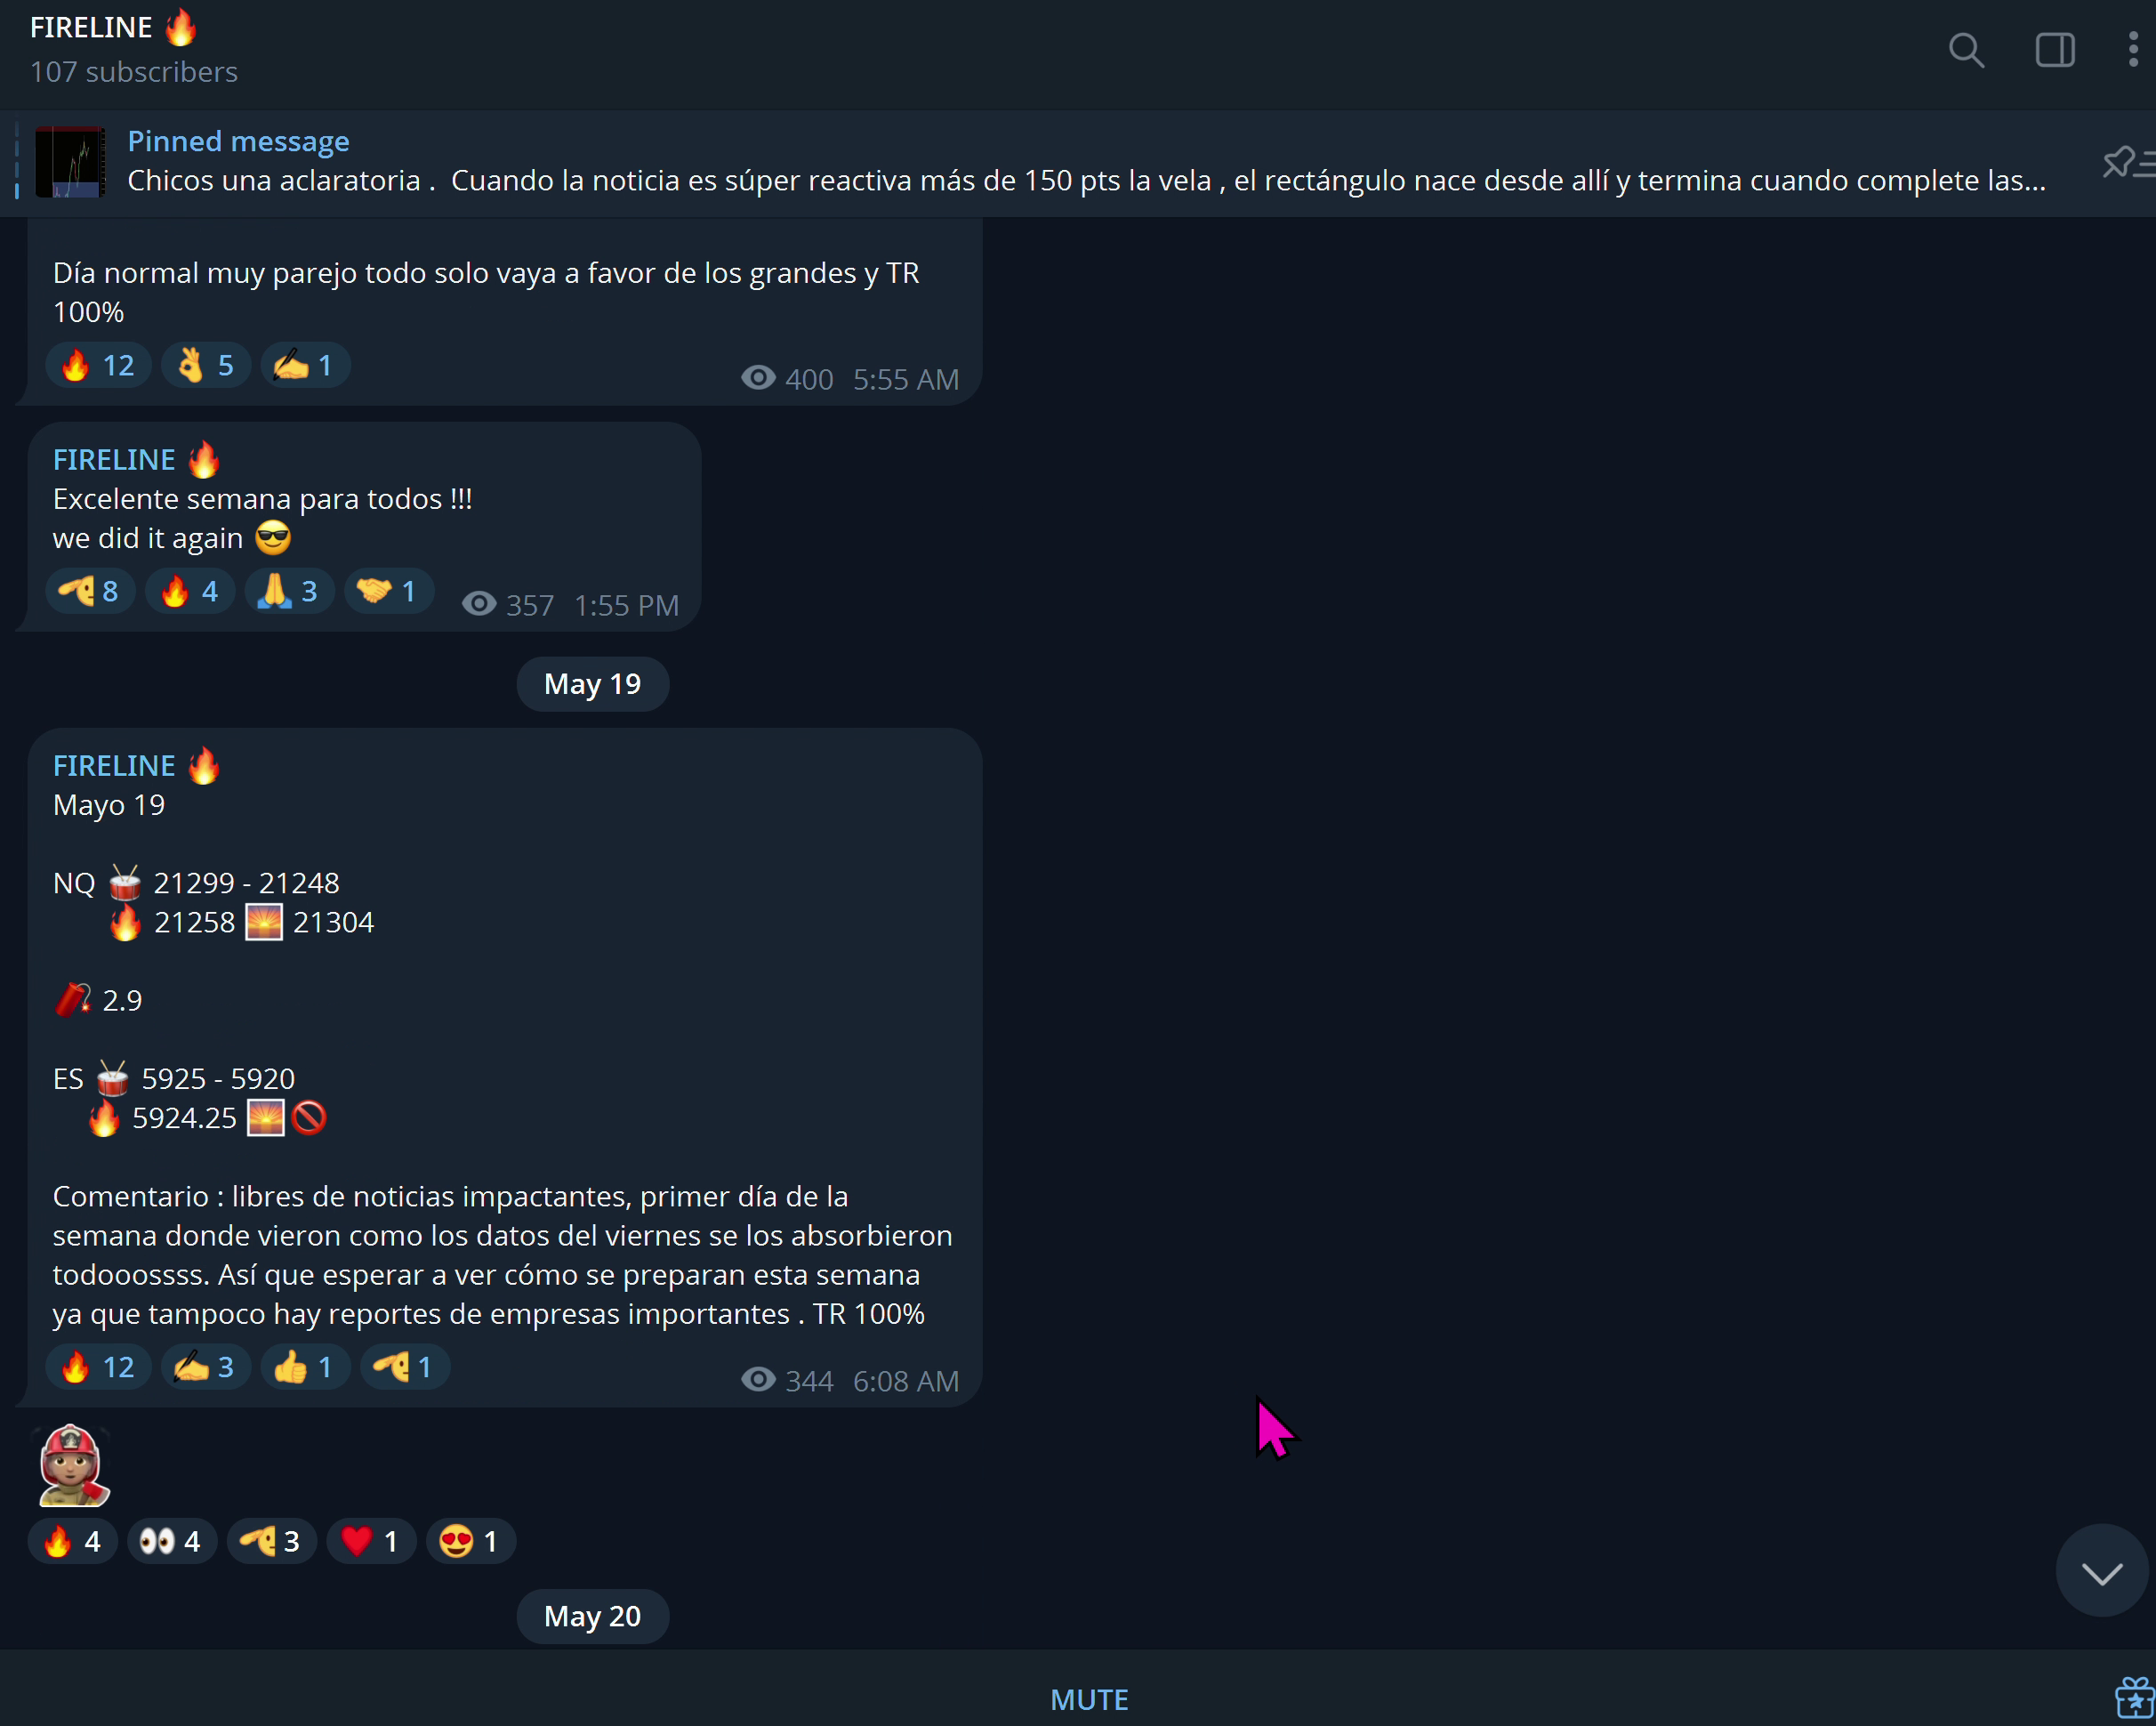 FIRELINE 🔥
107 subscribers
Pinned message
Chicos una aclaratoria . Cuando la noticia es súper reactiva más de 150 pts la vela , el rectángulo nace desde allí y termina cuando complete las...
Día normal muy parejo todo solo vaya a favor de los grandes y TR
100%
🔥 12 👌 5 ✍️ 1
400 5:55 AM
FIRELINE 🔥
Excelente semana para todos !!!
we did it again 😎
8 🔥 4 🙏 3 🤝 1
357 1:55 PM
May 19
FIRELINE 🔥
Mayo 19
NQ 🥁 21299 - 21248
🔥 21258 🌅 21304
🧨 2.9
ES 🥁 5925 - 5920
🔥 5924.25 🌅🚫
Comentario : libres de noticias impactantes, primer día de la
semana donde vieron como los datos del viernes se los absorbieron
todooossss. Así que esperar a ver cómo se preparan esta semana
ya que tampoco hay reportes de empresas importantes . TR 100%
🔥 12 ✍️ 3 👍 1 1
344 6:08 AM
🔥 4 👀 4 3 ❤️ 1 😍 1
May 20
MUTE